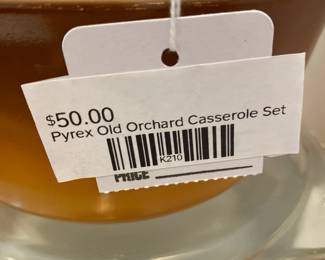 $50.00
Pyrex Old Orchard Casserole Set
K210
PRICE